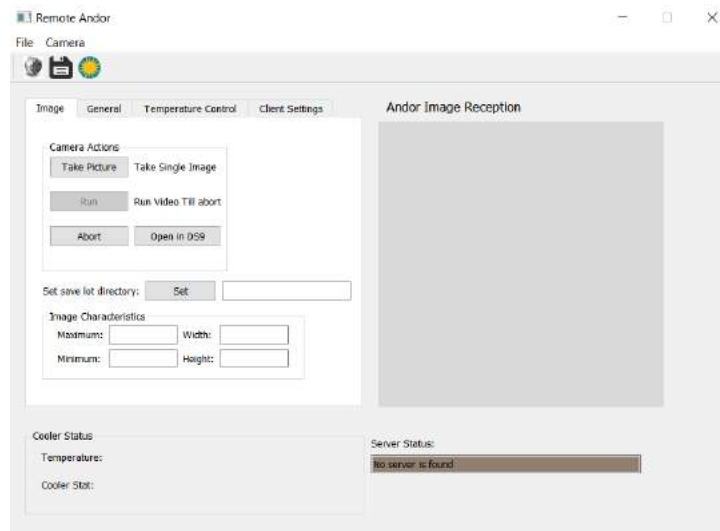 Remote Andor
File Camera
Image General Temperature Control Client Settings
Andor Image Reception
Camera Actions
Take Picture Take Single Image
Run Run Video Till abort
Abort Open in DS9
Set save lot directory: Set
Image Characteristics
Maximum: Width:
Minimum: Height:
Cooler Status
Temperature:
Cooler Stat:
Server Status:
No server is found